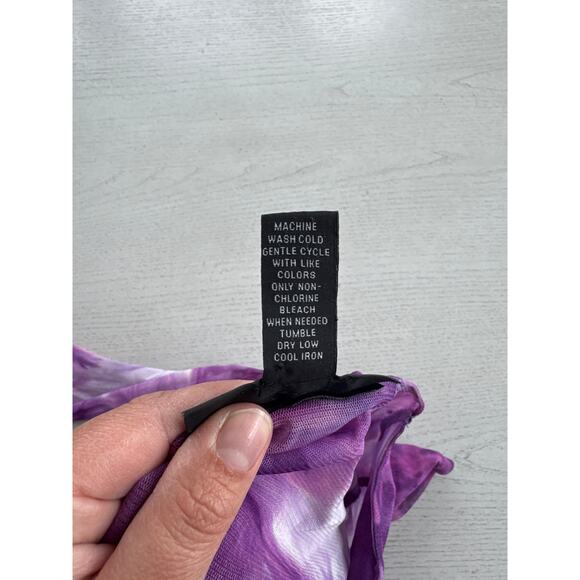 MACHINE
WASH COLD
GENTLE CYCLE
WITH LIKE
COLORS
ONLY NON-
CHLORINE
BLEACH
WHEN NEEDED
TUMBLE
DRY LOW
COOL IRON